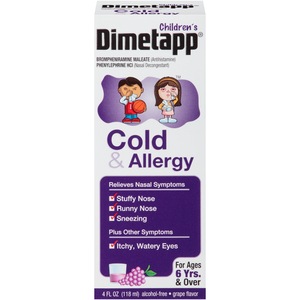 Children's
Dimetapp®
BROMPHENIRAMINE MALEATE (Antihistamine)
PHENYLEPHRINE HCl (Nasal Decongestant)
TM
Cold
& Allergy
Relieves Nasal Symptoms
Stuffy Nose
Runny Nose
Sneezing
Plus Other Symptoms
Itchy, Watery Eyes
For Ages
6 Yrs.
& Over
4 FL OZ (118 ml) alcohol-free • grape flavor